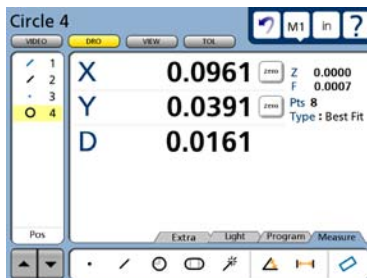 Circle 4
M1 in ?
VIDEO DRO VIEW TOL
1
2
3
4
X 0.0961 zero Z 0.0000
F 0.0007
Y 0.0391 zero Pts 8
Type : Best Fit
D 0.0161
Pos
Extra Light Program Measure